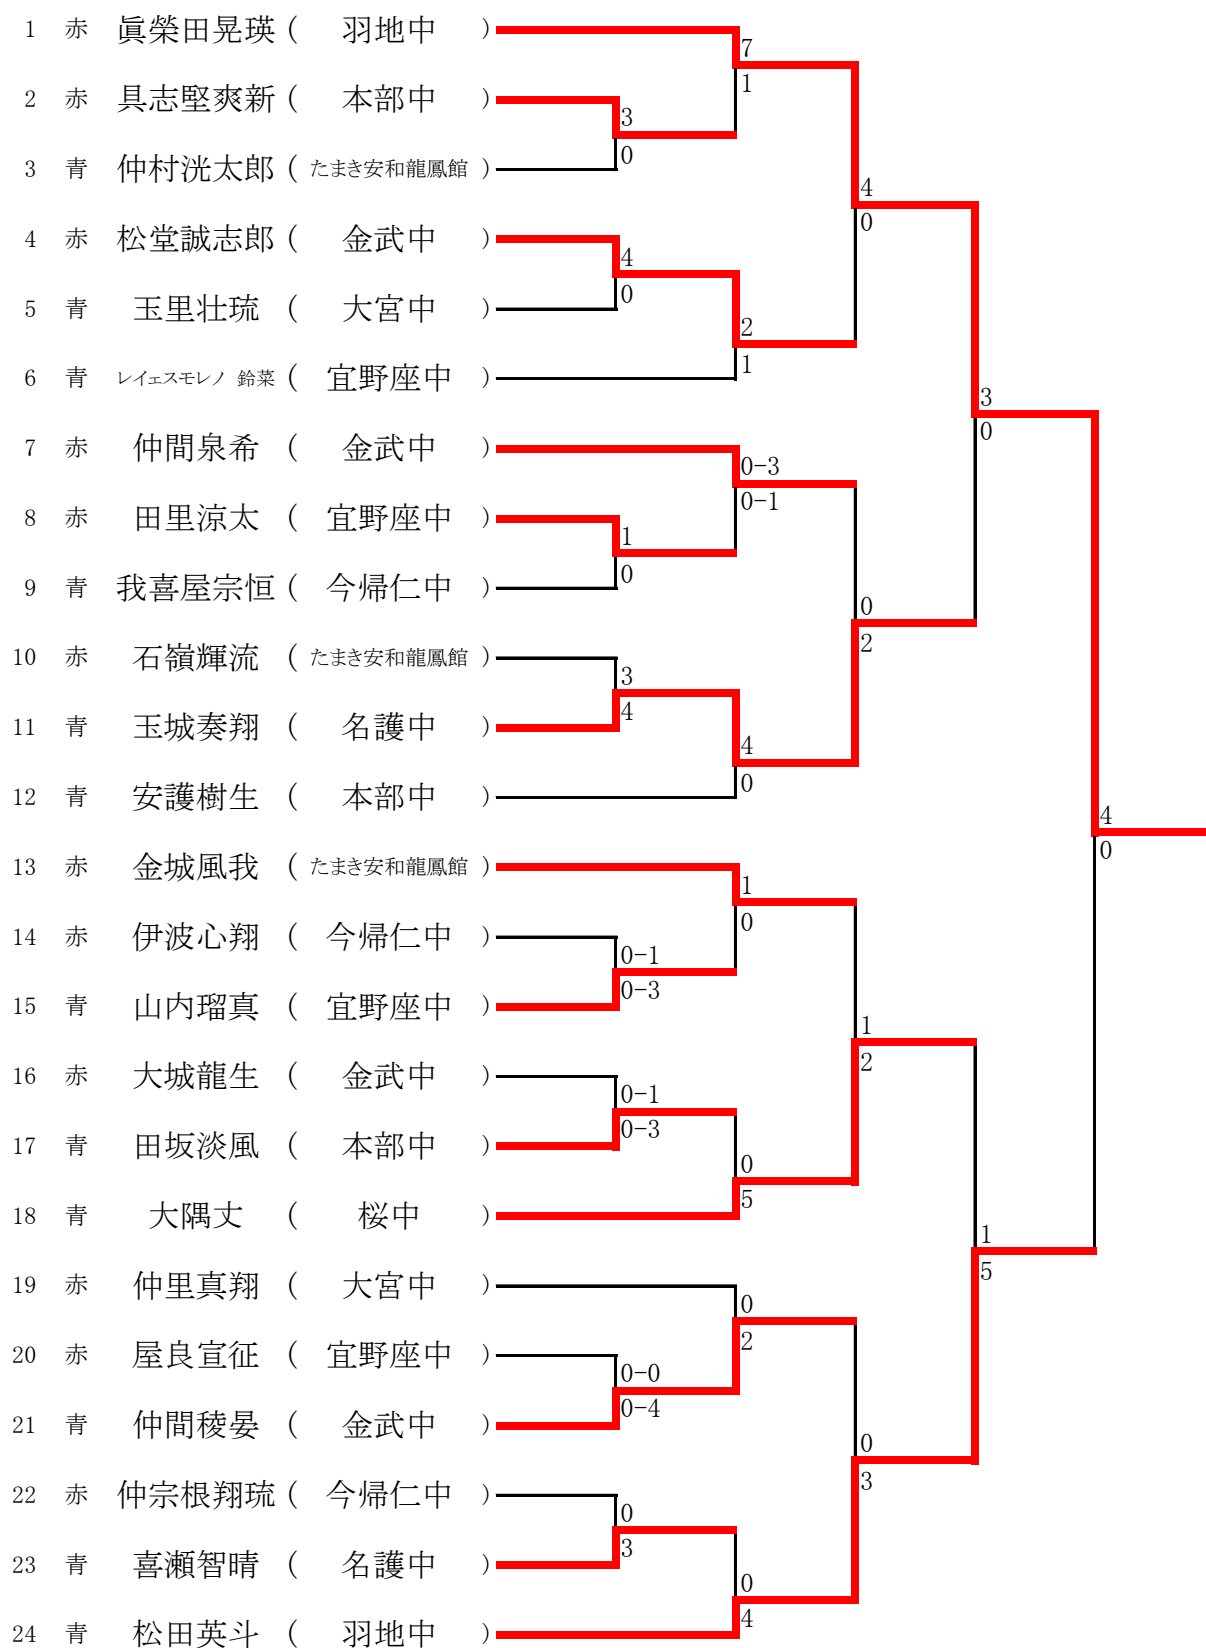 1 赤 眞榮田晃瑛 ( 羽地中 )
7
1
2 赤 具志堅爽新 ( 本部中 )
3
0
3 青 仲村洸太郎 ( たまき安和龍鳳館 )
4
0
4 赤 松堂誠志郎 ( 金武中 )
4
0
5 青 玉里壮琉 ( 大宮中 )
2
1
6 青 レイェスモレノ 鈴菜 ( 宜野座中 )
3
0
7 赤 仲間泉希 ( 金武中 )
0-3
0-1
8 赤 田里涼太 ( 宜野座中 )
1
0
9 青 我喜屋宗恒 ( 今帰仁中 )
0
2
10 赤 石嶺輝流 ( たまき安和龍鳳館 )
3
4
11 青 玉城奏翔 ( 名護中 )
4
0
12 青 安護樹生 ( 本部中 )
4
0
13 赤 金城風我 ( たまき安和龍鳳館 )
1
0
14 赤 伊波心翔 ( 今帰仁中 )
0-1
0-3
15 青 山内瑠真 ( 宜野座中 )
1
2
16 赤 大城龍生 ( 金武中 )
0-1
0-3
17 青 田坂淡風 ( 本部中 )
0
5
18 青 大隅丈 ( 桜中 )
1
5
19 赤 仲里真翔 ( 大宮中 )
0
2
20 赤 屋良宣征 ( 宜野座中 )
0-0
0-4
21 青 仲間稜晏 ( 金武中 )
0
3
22 赤 仲宗根翔琉 ( 今帰仁中 )
0
3
23 青 喜瀬智晴 ( 名護中 )
0
4
24 青 松田英斗 ( 羽地中 )